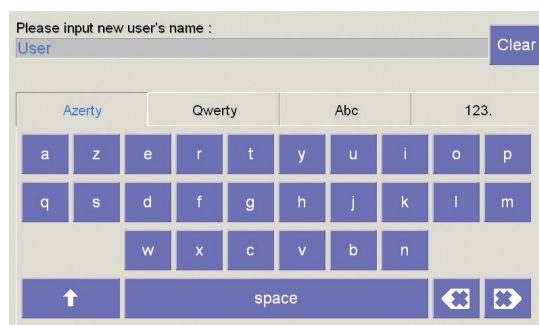 Please input new user's name :
User
Clear
Azerty Qwerty Abc 123.
a z e r t y u i o p
q s d f g h j k l m
w x c v b n
space